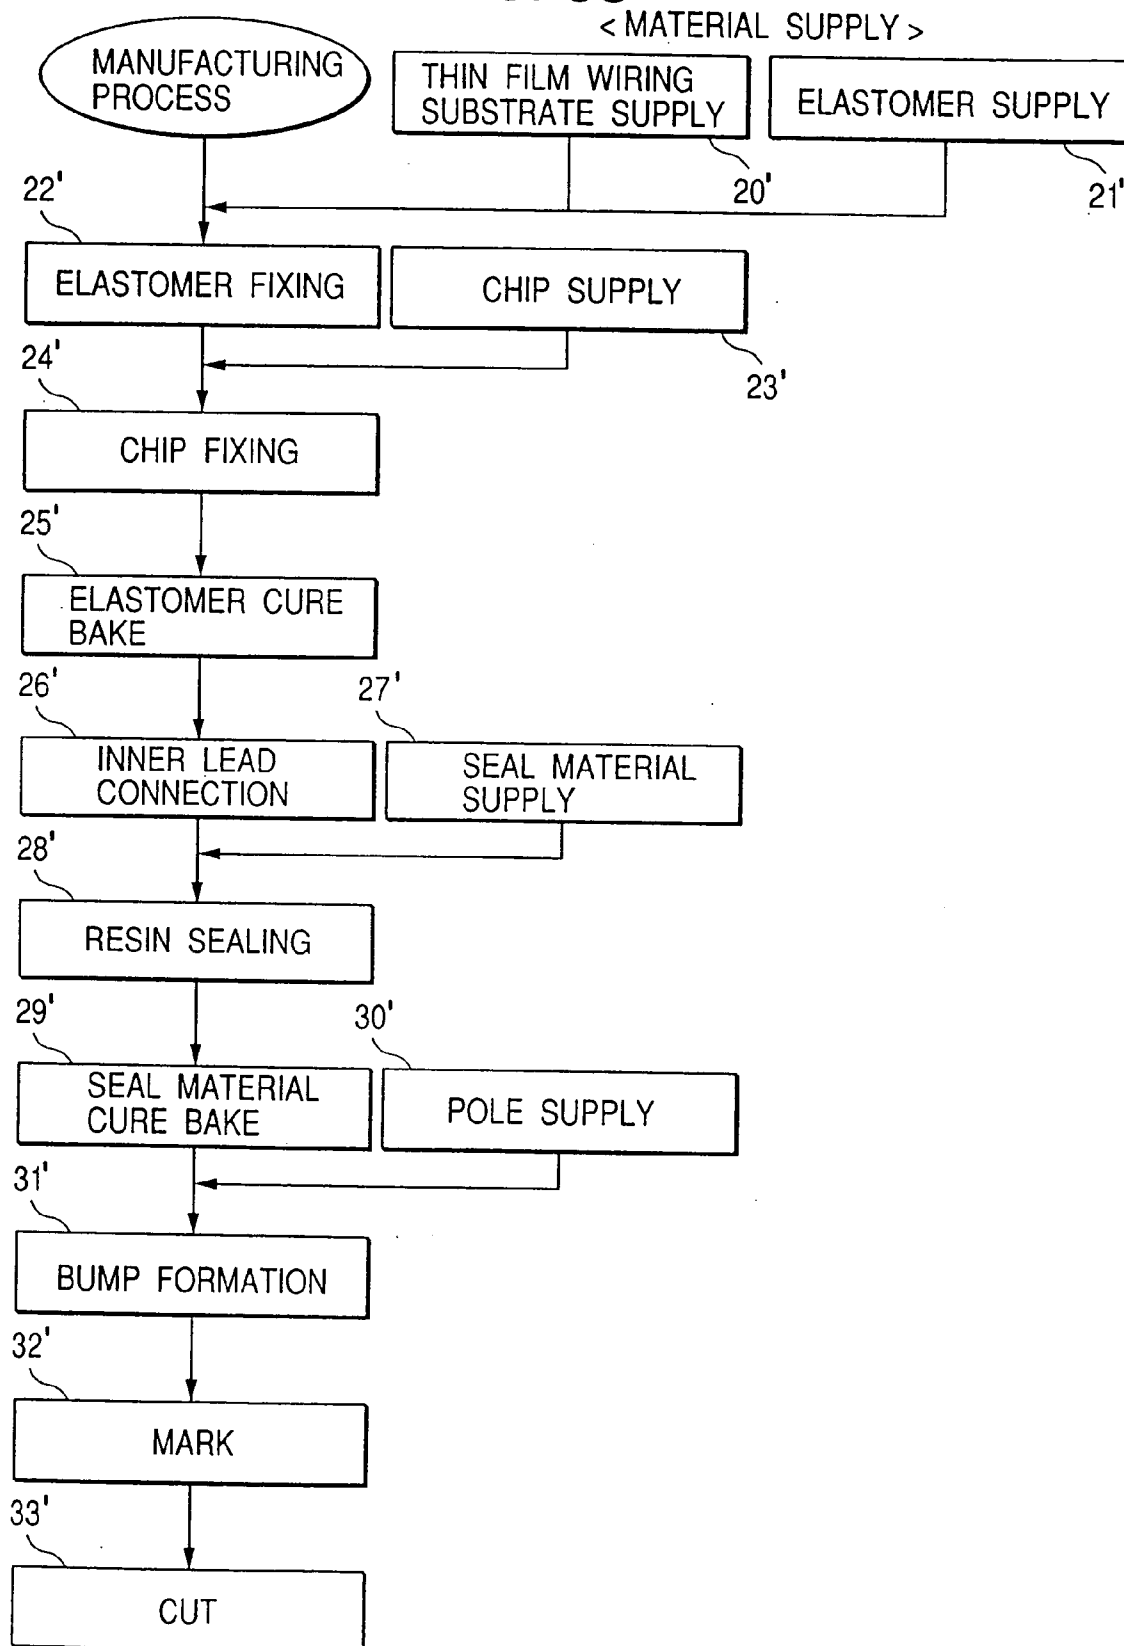 < MATERIAL SUPPLY >
MANUFACTURING
PROCESS
THIN FILM WIRING
SUBSTRATE SUPPLY
ELASTOMER SUPPLY
20'
21'
22'
ELASTOMER FIXING
CHIP SUPPLY
23'
24'
CHIP FIXING
25'
ELASTOMER CURE
BAKE
26'
27'
INNER LEAD
CONNECTION
SEAL MATERIAL
SUPPLY
28'
RESIN SEALING
29'
30'
SEAL MATERIAL
CURE BAKE
POLE SUPPLY
31'
BUMP FORMATION
32'
MARK
33'
CUT